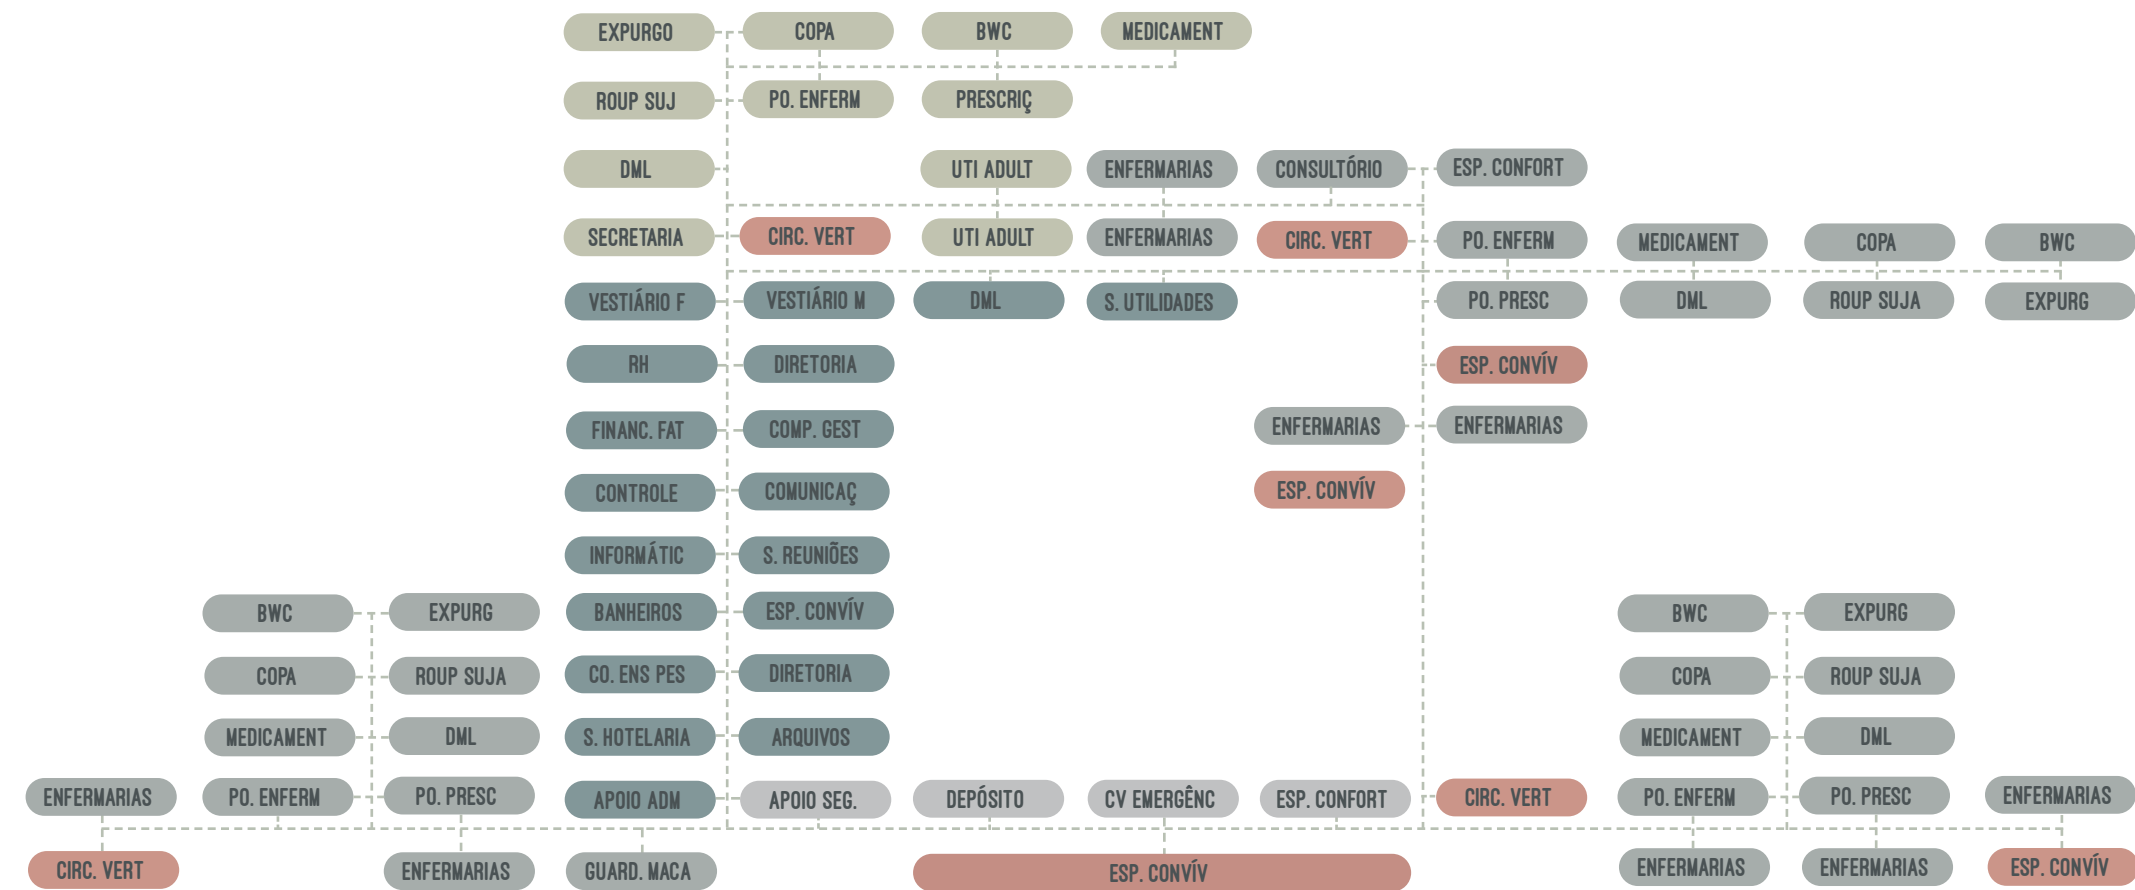 EXPURGO
COPA
BWC
MEDICAMENT
ROUP SUJ
PO. ENFERM
PRESCRIÇ
DML
UTI ADULT
ENFERMARIAS
CONSULTÓRIO
ESP. CONFORT
SECRETARIA
CIRC. VERT
UTI ADULT
ENFERMARIAS
CIRC. VERT
PO. ENFERM
MEDICAMENT
COPA
BWC
VESTIÁRIO F
VESTIÁRIO M
DML
S. UTILIDADES
PO. PRESC
DML
ROUP SUJA
EXPURG
RH
DIRETORIA
ESP. CONVÍV
FINANC. FAT
COMP. GEST
ENFERMARIAS
ENFERMARIAS
CONTROLE
COMUNICAÇ
ESP. CONVÍV
INFORMÁTIC
S. REUNIÕES
BWC
EXPURG
BANHEIROS
ESP. CONVÍV
BWC
EXPURG
COPA
ROUP SUJA
CO. ENS PES
DIRETORIA
COPA
ROUP SUJA
MEDICAMENT
DML
S. HOTELARIA
ARQUIVOS
MEDICAMENT
DML
ENFERMARIAS
PO. ENFERM
PO. PRESC
APOIO ADM
APOIO SEG.
DEPÓSITO
CV EMERGÊNC
ESP. CONFORT
CIRC. VERT
PO. ENFERM
PO. PRESC
ENFERMARIAS
CIRC. VERT
ENFERMARIAS
GUARD. MACA
ESP. CONVÍV
ENFERMARIAS
ENFERMARIAS
ESP. CONVÍV